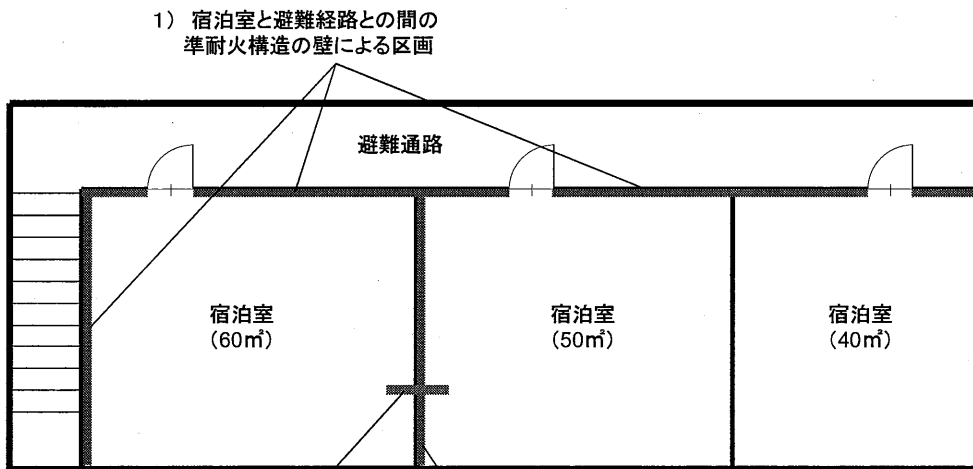 1） 宿泊室と避難経路との間の
準耐火構造の壁による区画
避難通路
宿泊室
（60㎡）
宿泊室
（50㎡）
宿泊室
（40㎡）